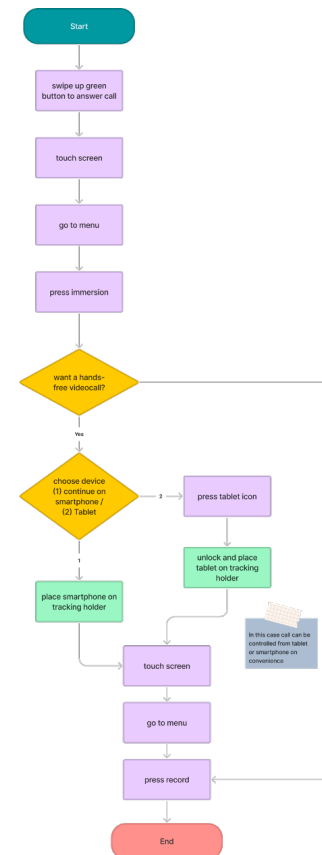 Start
swipe up green
button to answer call
touch screen
go to menu
press immersion
want a hands-
free videocall?
Yes
choose device
(1) continue on
smartphone /
(2) Tablet
2
press tablet icon
1
unlock and place
tablet on tracking
holder
place smartphone on
tracking holder
In this case call can be
controlled from tablet
or smartphone on
convenience
touch screen
go to menu
press record
End